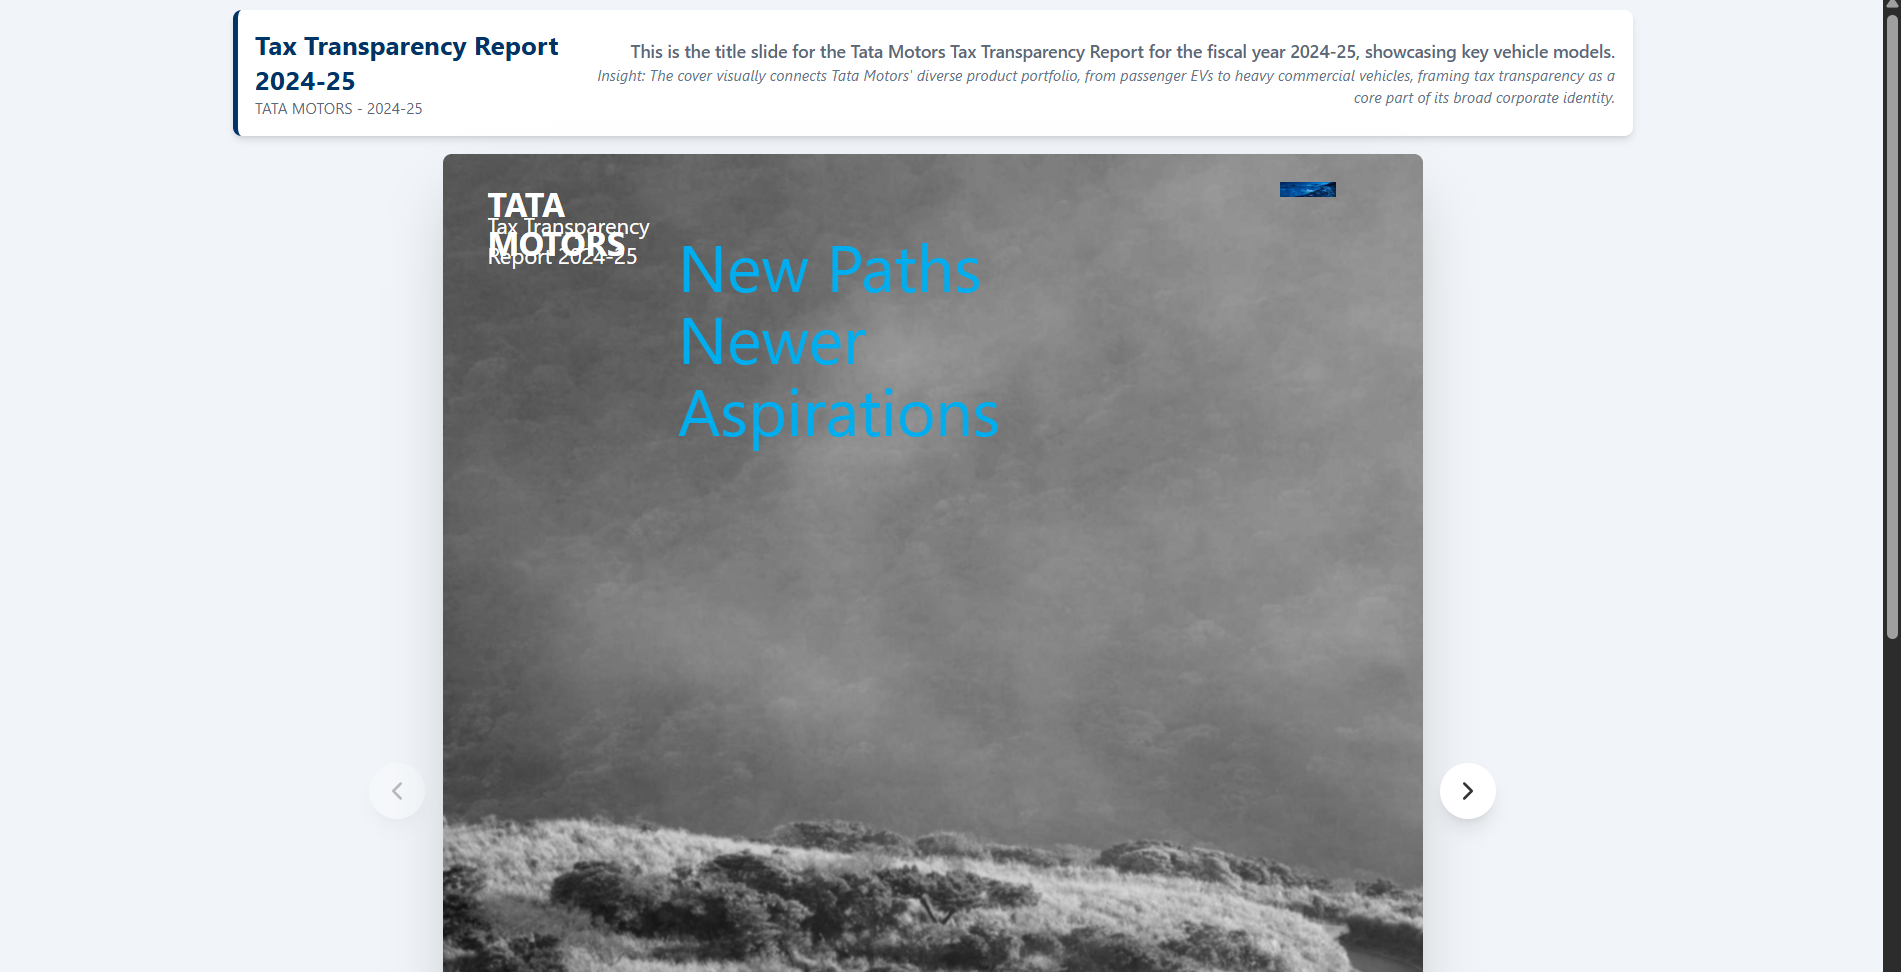 Tax Transparency Report
2024-25
TATA MOTORS - 2024-25
This is the title slide for the Tata Motors Tax Transparency Report for the fiscal year 2024-25, showcasing key vehicle models.
Insight: The cover visually connects Tata Motors' diverse product portfolio, from passenger EVs to heavy commercial vehicles, framing tax transparency as a
core part of its broad corporate identity.
TATA
MOTORS
Tax Transparency
Report 2024-25
New Paths
Newer
Aspirations